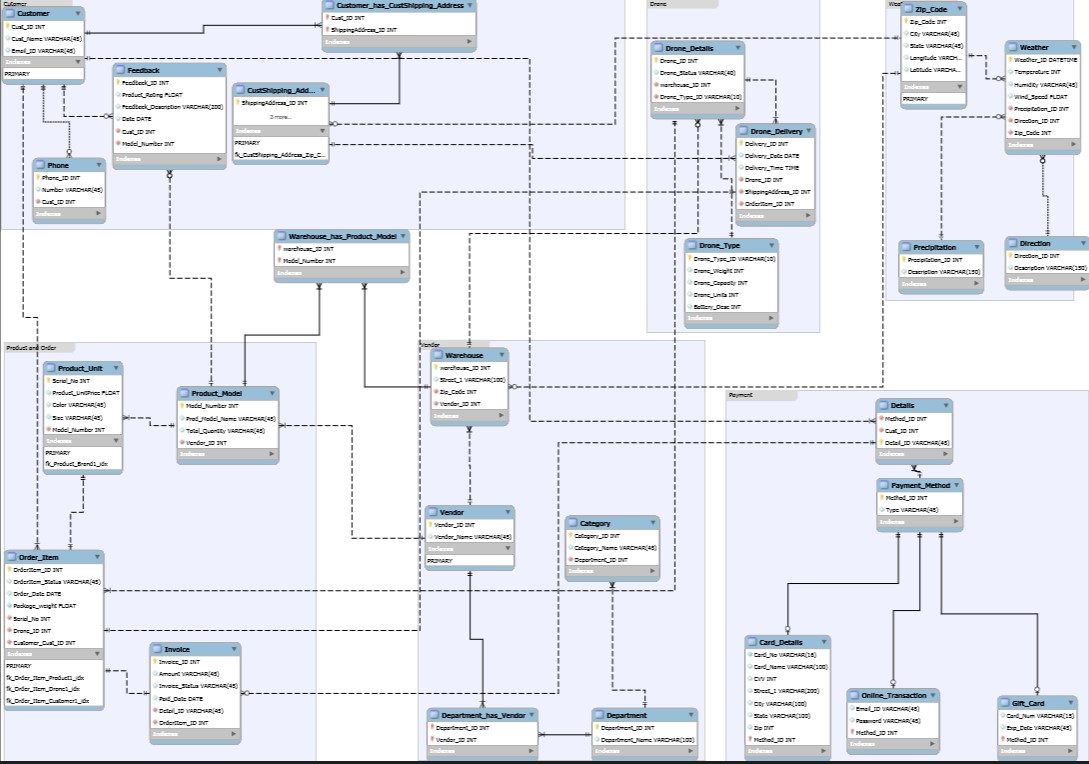 Customer
Customer
Cust_ID INT
Cust_Name VARCHAR(45)
Email_ID VARCHAR(45)
Indexes
PRIMARY
Customer_has_CustShipping_Address
Cust_ID INT
ShippingAddress_ID INT
Indexes
Feedback
Feedback_ID INT
Product_Rating FLOAT
Feedback_Description VARCHAR(200)
Date DATE
Cust_ID INT
Model_Number INT
Indexes
CustShipping_Add...
ShippingAddress_ID INT
3 more...
Indexes
PRIMARY
fk_CustShipping_Address_Zip_C...
Phone
Phone_ID INT
Number VARCHAR(45)
Cust_ID INT
Indexes
Warehouse_has_Product_Model
warehouse_ID INT
Model_Number INT
Indexes
Drone
Drone_Details
Drone_ID INT
Drone_Status VARCHAR(40)
warehouse_ID INT
Drone_Type_ID VARCHAR(10)
Indexes
Drone_Delivery
Delivery_ID INT
Delivery_Date DATE
Delivery_Time TIME
Drone_ID INT
ShippingAddress_ID INT
OrderItem_ID INT
Indexes
Drone_Type
Drone_Type_ID VARCHAR(10)
Drone_Weight INT
Drone_Capacity INT
Drone_Units INT
Battery_Desc INT
Indexes
Zip_Code
Zip_Code INT
City VARCHAR(45)
State VARCHAR(45)
Longitude VARCH...
Latitude VARCHA...
Indexes
PRIMARY
Weather
Weather_ID DATETIME
Temperature INT
Humidity VARCHAR(45)
Wind_Speed FLOAT
Precipitation_ID INT
Direction_ID INT
Zip_Code INT
Indexes
Precipitation
Precipitation_ID INT
Description VARCHAR(150)
Indexes
Direction
Direction_ID INT
Description VARCHAR(150)
Indexes
Product and Order
Product_Unit
Serial_No INT
Product_UnitPrice FLOAT
Color VARCHAR(45)
Size VARCHAR(45)
Model_Number INT
Indexes
PRIMARY
fk_Product_Brand1_idx
Product_Model
Model_Number INT
Prod_Model_Name VARCHAR(45)
Total_Quantity VARCHAR(45)
Vendor_ID INT
Indexes
Order_Item
OrderItem_ID INT
OrderItem_Status VARCHAR(45)
Order_Date DATE
Package_weight FLOAT
Serial_No INT
Drone_ID INT
Customer_Cust_ID INT
Indexes
PRIMARY
fk_Order_Item_Product1_idx
fk_Order_Item_Drone1_idx
fk_Order_Item_Customer1_idx
Invoice
Invoice_ID INT
Amount VARCHAR(45)
Invoice_Status VARCHAR(45)
Paid_Date DATE
Detail_ID VARCHAR(45)
OrderItem_ID INT
Indexes
Vendor
Warehouse
warehouse_ID INT
Street_1 VARCHAR(100)
Zip_Code INT
Vendor_ID INT
Indexes
Vendor
Vendor_ID INT
Vendor_Name VARCHAR(45)
Indexes
PRIMARY
Category
Category_ID INT
Category_Name VARCHAR(45)
Department_ID INT
Indexes
Department_has_Vendor
Department_ID INT
Vendor_ID INT
Indexes
Department
Department_ID INT
Department_Name VARCHAR(100)
Indexes
Payment
Details
Method_ID INT
Cust_ID INT
Detail_ID VARCHAR(45)
Indexes
Payment_Method
Method_ID INT
Type VARCHAR(45)
Indexes
Card_Details
Card_No VARCHAR(16)
Card_Name VARCHAR(100)
CVV INT
Street_1 VARCHAR(200)
City VARCHAR(100)
State VARCHAR(100)
Zip INT
Method_ID INT
Indexes
Online_Transaction
Email_ID VARCHAR(45)
Password VARCHAR(45)
Method_ID INT
Indexes
Gift_Card
Card_Num VARCHAR(15)
Exp_Date VARCHAR(45)
Method_ID INT
Indexes